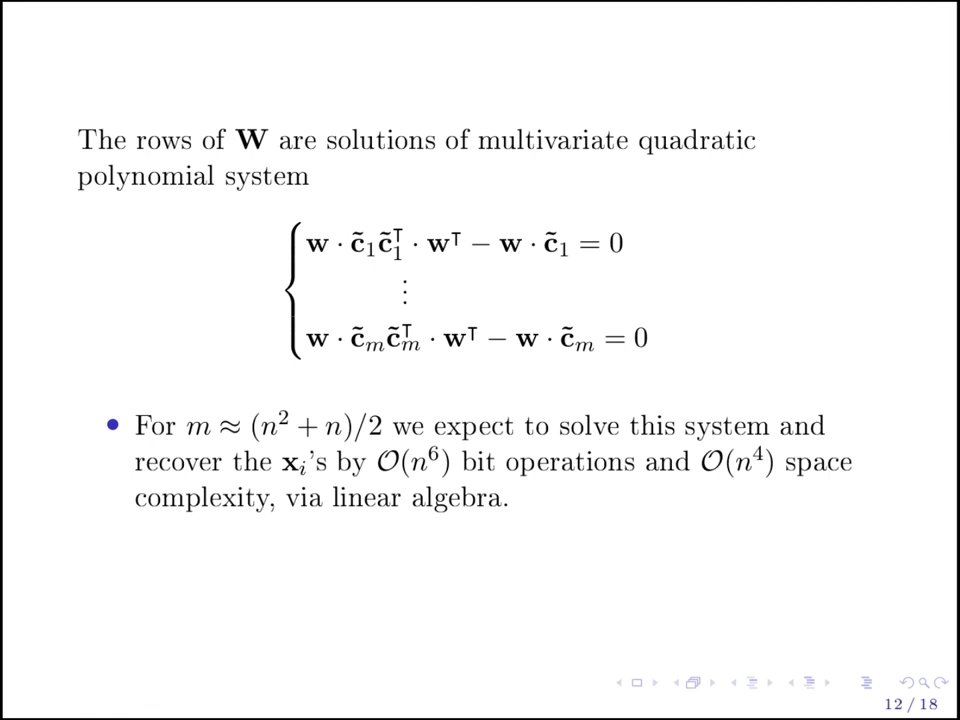 The rows of W are solutions of multivariate quadratic
polynomial system
w · c̃₁c̃₁ᵀ · wᵀ − w · c̃₁ = 0
⋮
w · c̃ₘc̃ₘᵀ · wᵀ − w · c̃ₘ = 0
• For m ≈ (n² + n)/2 we expect to solve this system and
recover the xᵢ's by 𝒪(n⁶) bit operations and 𝒪(n⁴) space
complexity, via linear algebra.
12 / 18